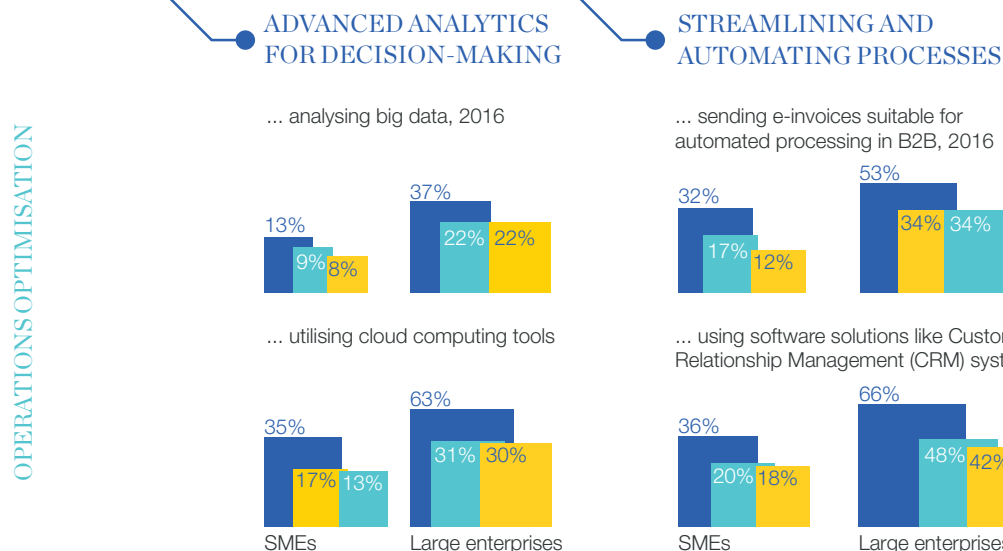 OPERATIONS OPTIMISATION
ADVANCED ANALYTICS
FOR DECISION-MAKING
... analysing big data, 2016
13%
9%
8%
37%
22%
22%
... utilising cloud computing tools
35%
17%
13%
63%
31%
30%
SMEs
Large enterprises
STREAMLINING AND
AUTOMATING PROCESSES
... sending e-invoices suitable for
automated processing in B2B, 2016
32%
17%
12%
53%
34%
34%
... using software solutions like
Relationship Management (CRM)
36%
20%
18%
66%
48%
42%
SMEs
Large enterprises